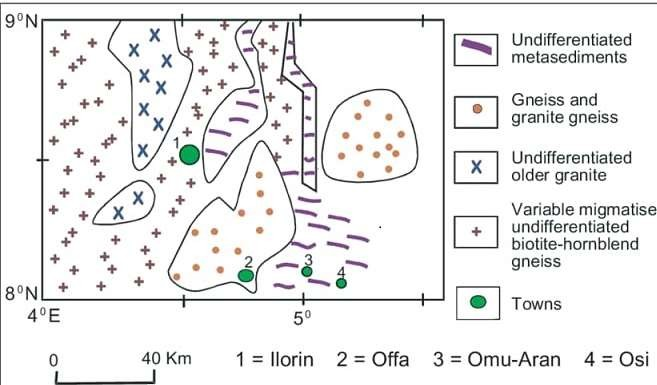 9⁰N
8⁰N
4⁰E
5⁰
1
2
3
4
Undifferentiated
metasediments
Gneiss and
granite gneiss
Undifferentiated
older granite
Variable migmatise
undifferentiated
biotite-hornblend
gneiss
Towns
0 40 Km
1 = Ilorin 2 = Offa 3 = Omu-Aran 4 = Osi